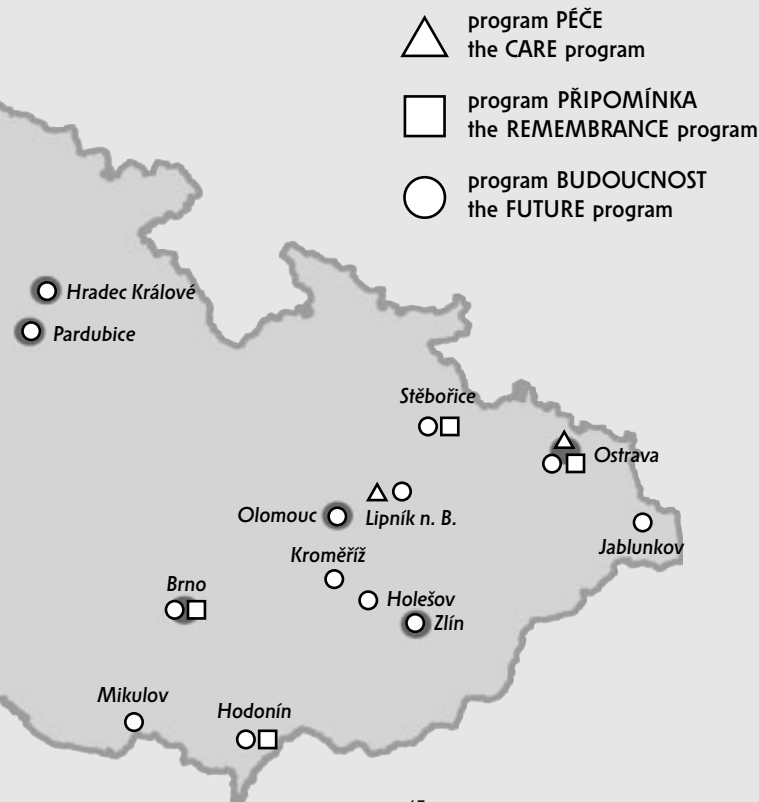 program PÉČE
the CARE program
program PŘIPOMÍNKA
the REMEMBRANCE program
program BUDOUCNOST
the FUTURE program
Hradec Králové
Pardubice
Stěbořice
Ostrava
Olomouc
Lipník n. B.
Jablunkov
Kroměříž
Brno
Holešov
Zlín
Mikulov
Hodonín